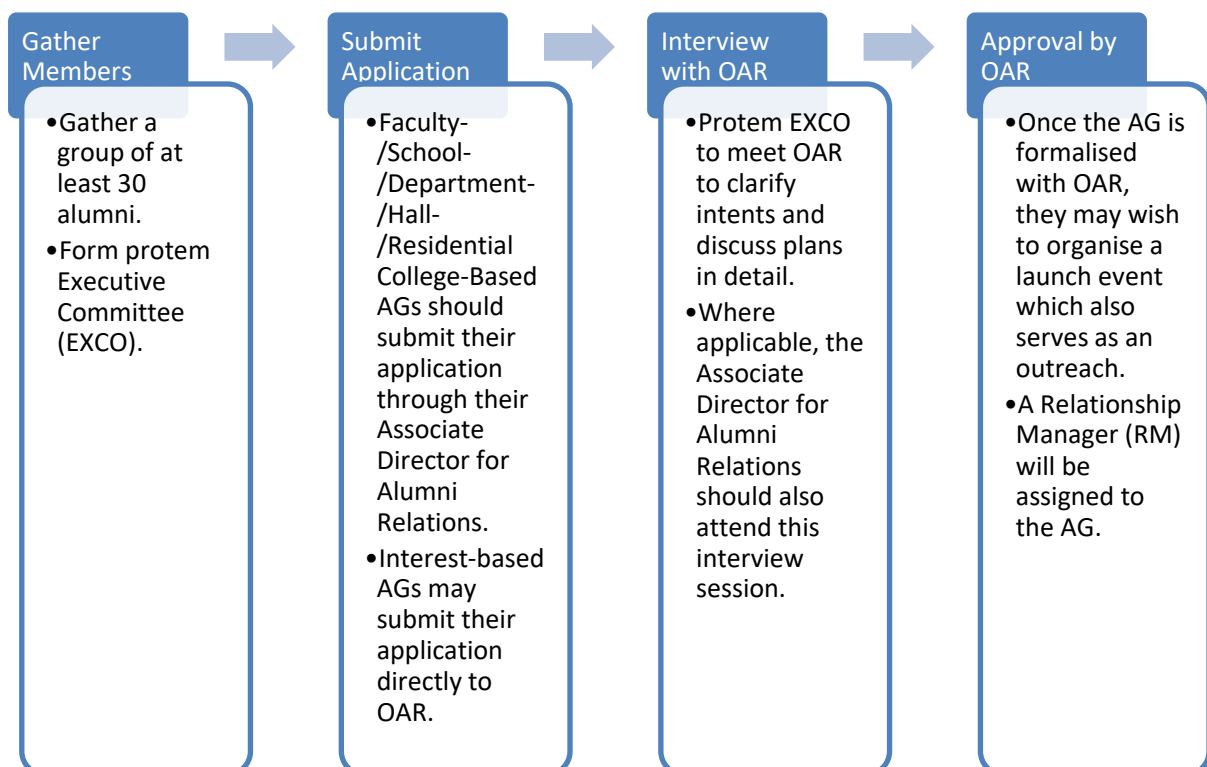 Gather
Members
•Gather a
group of at
least 30
alumni.
•Form protem
Executive
Committee
(EXCO).
Submit
Application
•Faculty-
/School-
/Department-
/Hall-
/Residential
College-Based
AGs should
submit their
application
through their
Associate
Director for
Alumni
Relations.
•Interest-based
AGs may
submit their
application
directly to
OAR.
Interview
with OAR
•Protem EXCO
to meet OAR
to clarify
intents and
discuss plans
in detail.
•Where
applicable, the
Associate
Director for
Alumni
Relations
should also
attend this
interview
session.
Approval by
OAR
•Once the AG is
formalised
with OAR,
they may wish
to organise a
launch event
which also
serves as an
outreach.
•A Relationship
Manager (RM)
will be
assigned to
the AG.